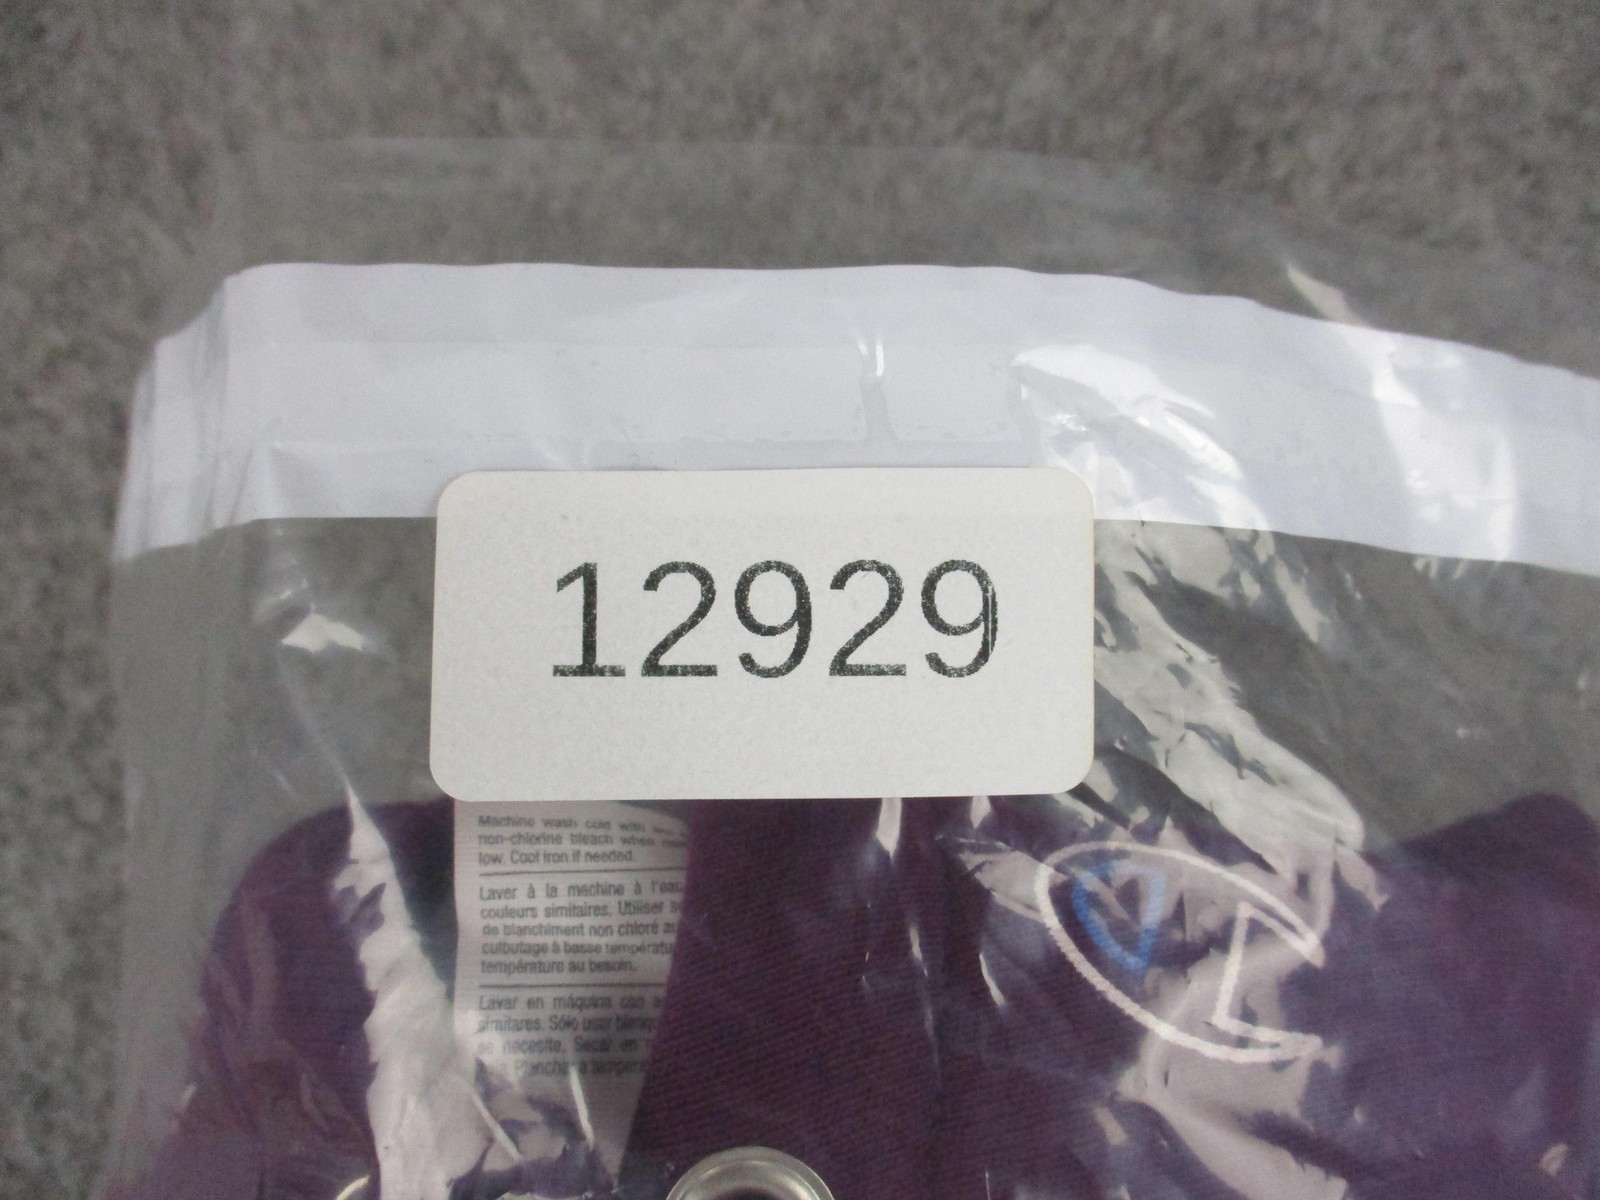 12929
Machine wash cold with
non-chlorine bleach when
low. Cool iron if needed.
Laver à la machine à l'eau
couleurs similaires. Utiliser
de blanchiment non chloré au
culbutage à basse températu
température au besoin.
Lavar en máquina con
similares. Sólo usar
se necesite. Secar en
Planchar a